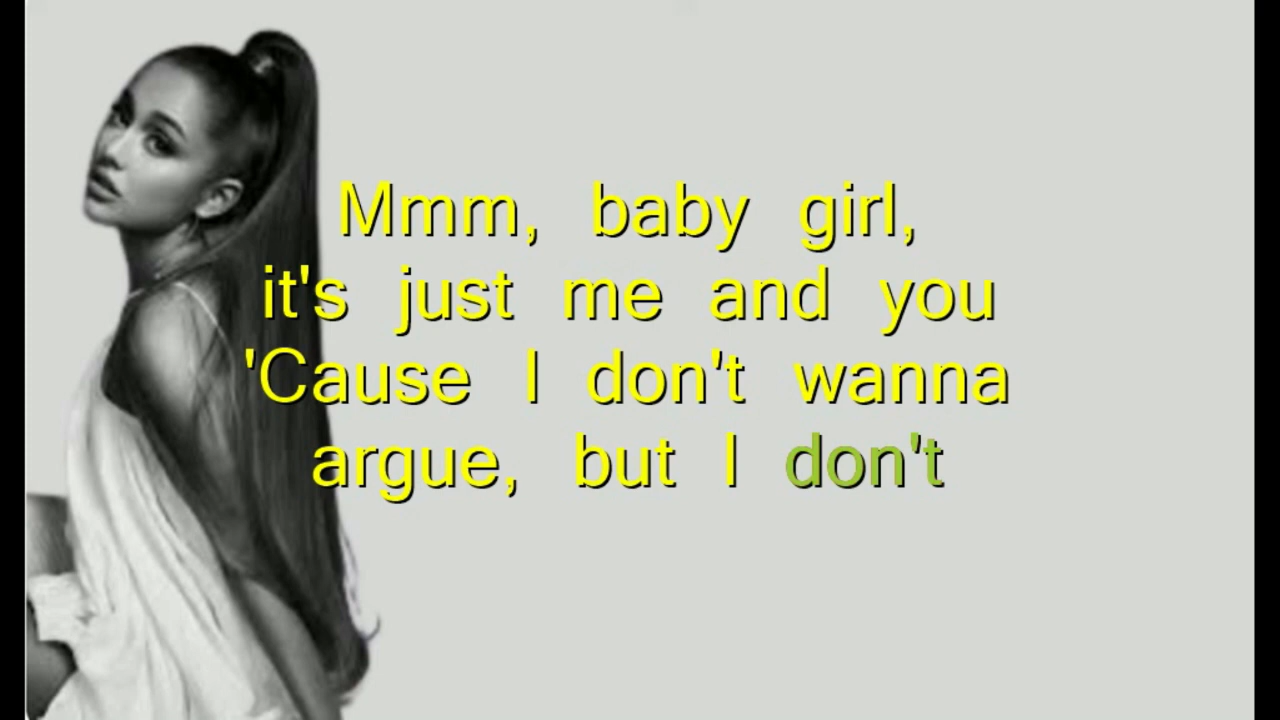 Mmm, baby girl,
it's just me and you
'Cause I don't wanna
argue, but I don't